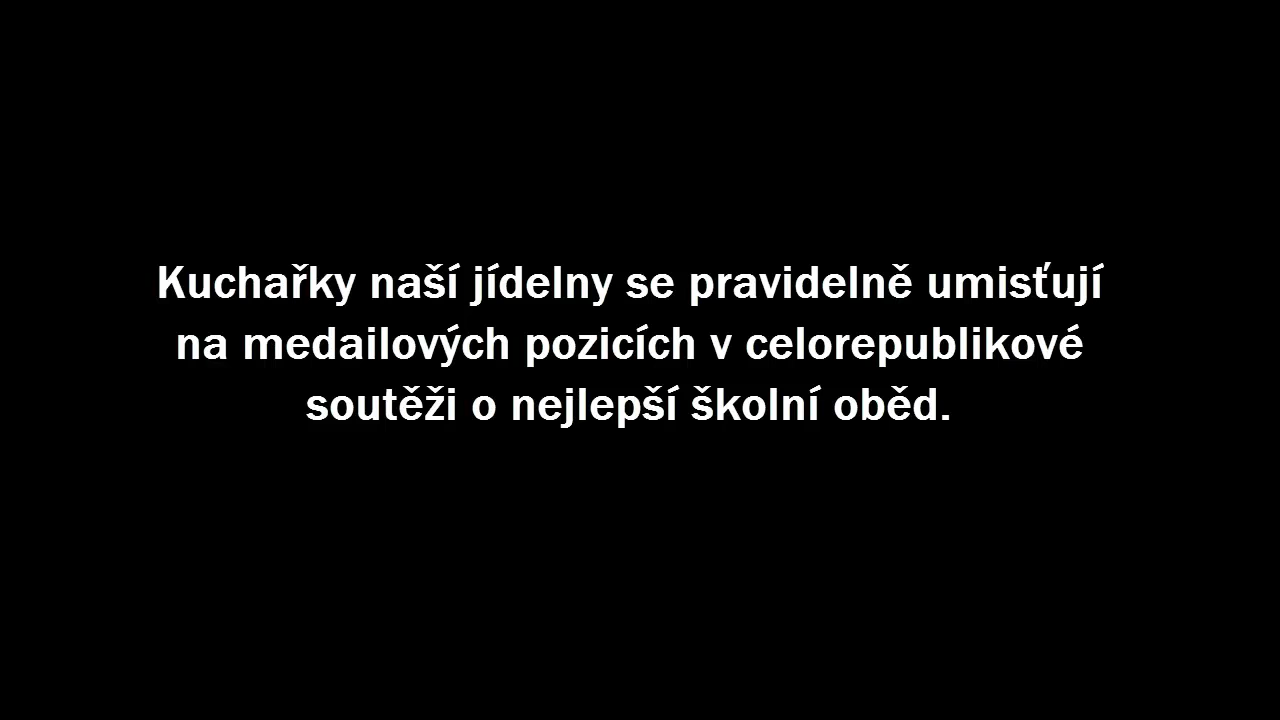 Kuchařky naší jídelny se pravidelně umisťují
na medailových pozicích v celorepublikové
soutěži o nejlepší školní oběd.